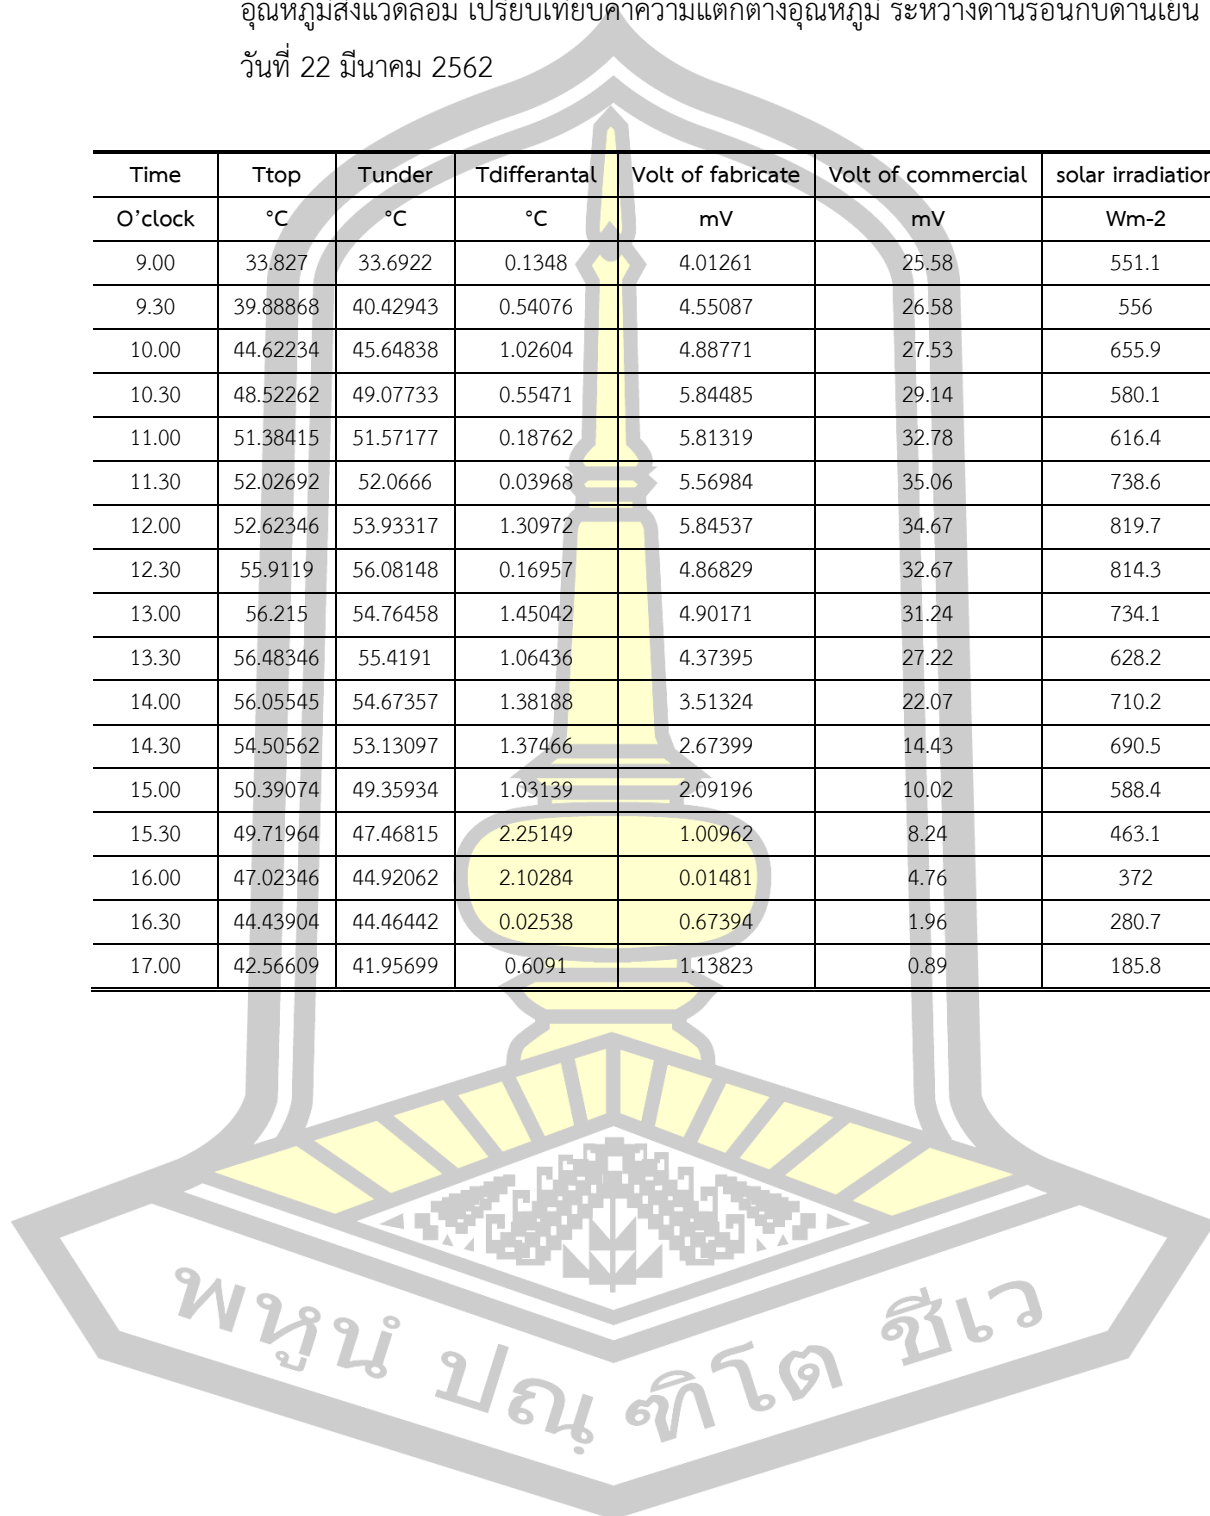 อุณหภูมิสิ่งแวดล้อม เปรียบเทียบค่าความแตกต่างอุณหภูมิ ระหว่างด้านร้อนกับด้านเย็น
วันที่ 22 มีนาคม 2562
Time Ttop Tunder Tdifferantal Volt of fabricate Volt of commercial solar irradiation
O'clock °C °C °C mV mV Wm-2
9.00 33.827 33.6922 0.1348 4.01261 25.58 551.1
9.30 39.88868 40.42943 0.54076 4.55087 26.58 556
10.00 44.62234 45.64838 1.02604 4.88771 27.53 655.9
10.30 48.52262 49.07733 0.55471 5.84485 29.14 580.1
11.00 51.38415 51.57177 0.18762 5.81319 32.78 616.4
11.30 52.02692 52.0666 0.03968 5.56984 35.06 738.6
12.00 52.62346 53.93317 1.30972 5.84537 34.67 819.7
12.30 55.9119 56.08148 0.16957 4.86829 32.67 814.3
13.00 56.215 54.76458 1.45042 4.90171 31.24 734.1
13.30 56.48346 55.4191 1.06436 4.37395 27.22 628.2
14.00 56.05545 54.67357 1.38188 3.51324 22.07 710.2
14.30 54.50562 53.13097 1.37466 2.67399 14.43 690.5
15.00 50.39074 49.35934 1.03139 2.09196 10.02 588.4
15.30 49.71964 47.46815 2.25149 1.00962 8.24 463.1
16.00 47.02346 44.92062 2.10284 0.01481 4.76 372
16.30 44.43904 44.46442 0.02538 0.67394 1.96 280.7
17.00 42.56609 41.95699 0.6091 1.13823 0.89 185.8
พหูนํ ปณฺฑิโต ชีเว